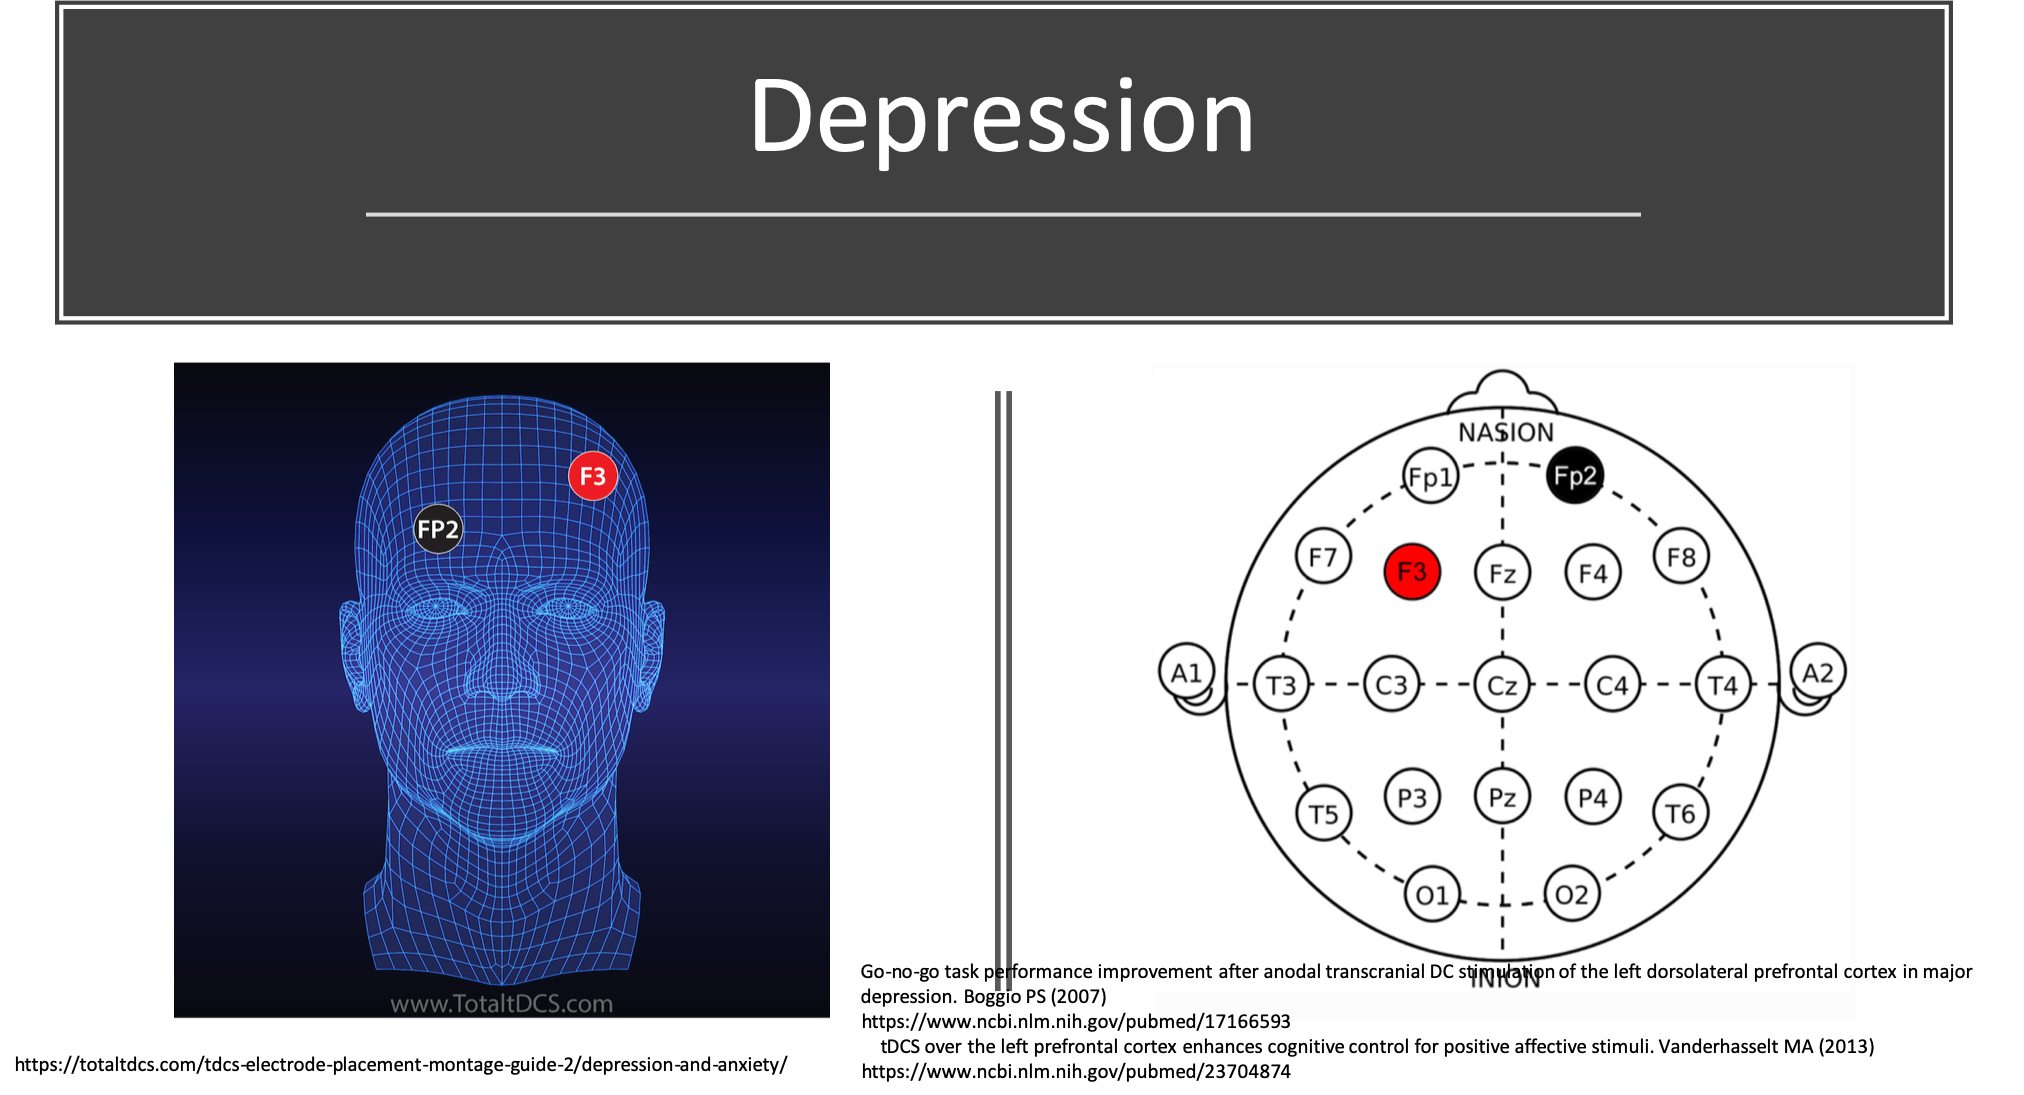 Depression
F3
FP2
www.TotaltDCS.com
https://totaltdcs.com/tdcs-electrode-placement-montage-guide-2/depression-and-anxiety/
NASION
Fp1 Fp2
F7 F3 Fz F4 F8
A1 T3 C3 Cz C4 T4 A2
T5 P3 Pz P4 T6
O1 O2
INION
Go-no-go task performance improvement after anodal transcranial DC stimulation of the left dorsolateral prefrontal cortex in major
depression. Boggio PS (2007)
https://www.ncbi.nlm.nih.gov/pubmed/17166593
tDCS over the left prefrontal cortex enhances cognitive control for positive affective stimuli. Vanderhasselt MA (2013)
https://www.ncbi.nlm.nih.gov/pubmed/23704874